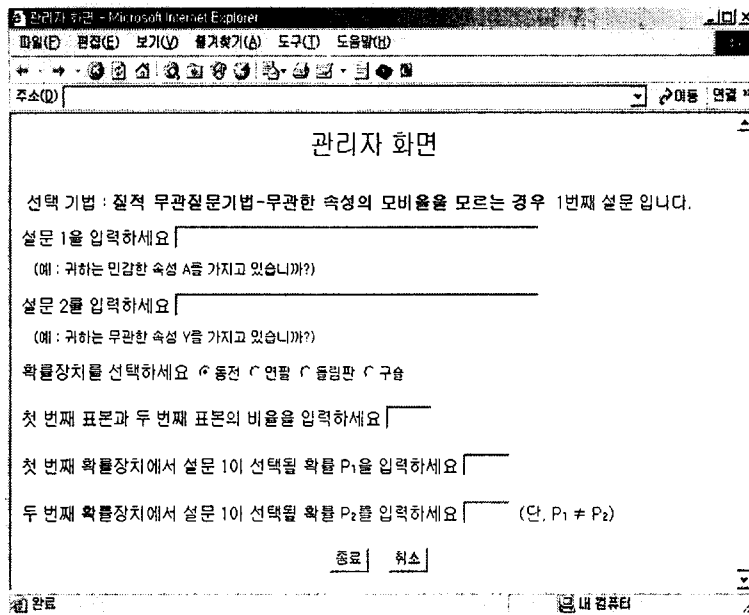 관리자 화면 - Microsoft Internet Explorer
파일(F) 편집(E) 보기(V) 즐겨찾기(A) 도구(T) 도움말(H)
주소(D) 이동 연결 »
관리자 화면
선택 기법 : 질적 무관질문기법-무관한 속성의 모비율을 모르는 경우 1번째 설문 입니다.
설문 1을 입력하세요
(예 : 귀하는 민감한 속성 A를 가지고 있습니까?)
설문 2를 입력하세요
(예 : 귀하는 무관한 속성 Y를 가지고 있습니까?)
확률장치를 선택하세요 동전 연필 돌림판 구슬
첫 번째 표본과 두 번째 표본의 비율을 입력하세요
첫 번째 확률장치에서 설문 1이 선택될 확률 P₁을 입력하세요
두 번째 확률장치에서 설문 1이 선택될 확률 P₂를 입력하세요 (단, P₁ ≠ P₂)
종료 취소
완료 내 컴퓨터